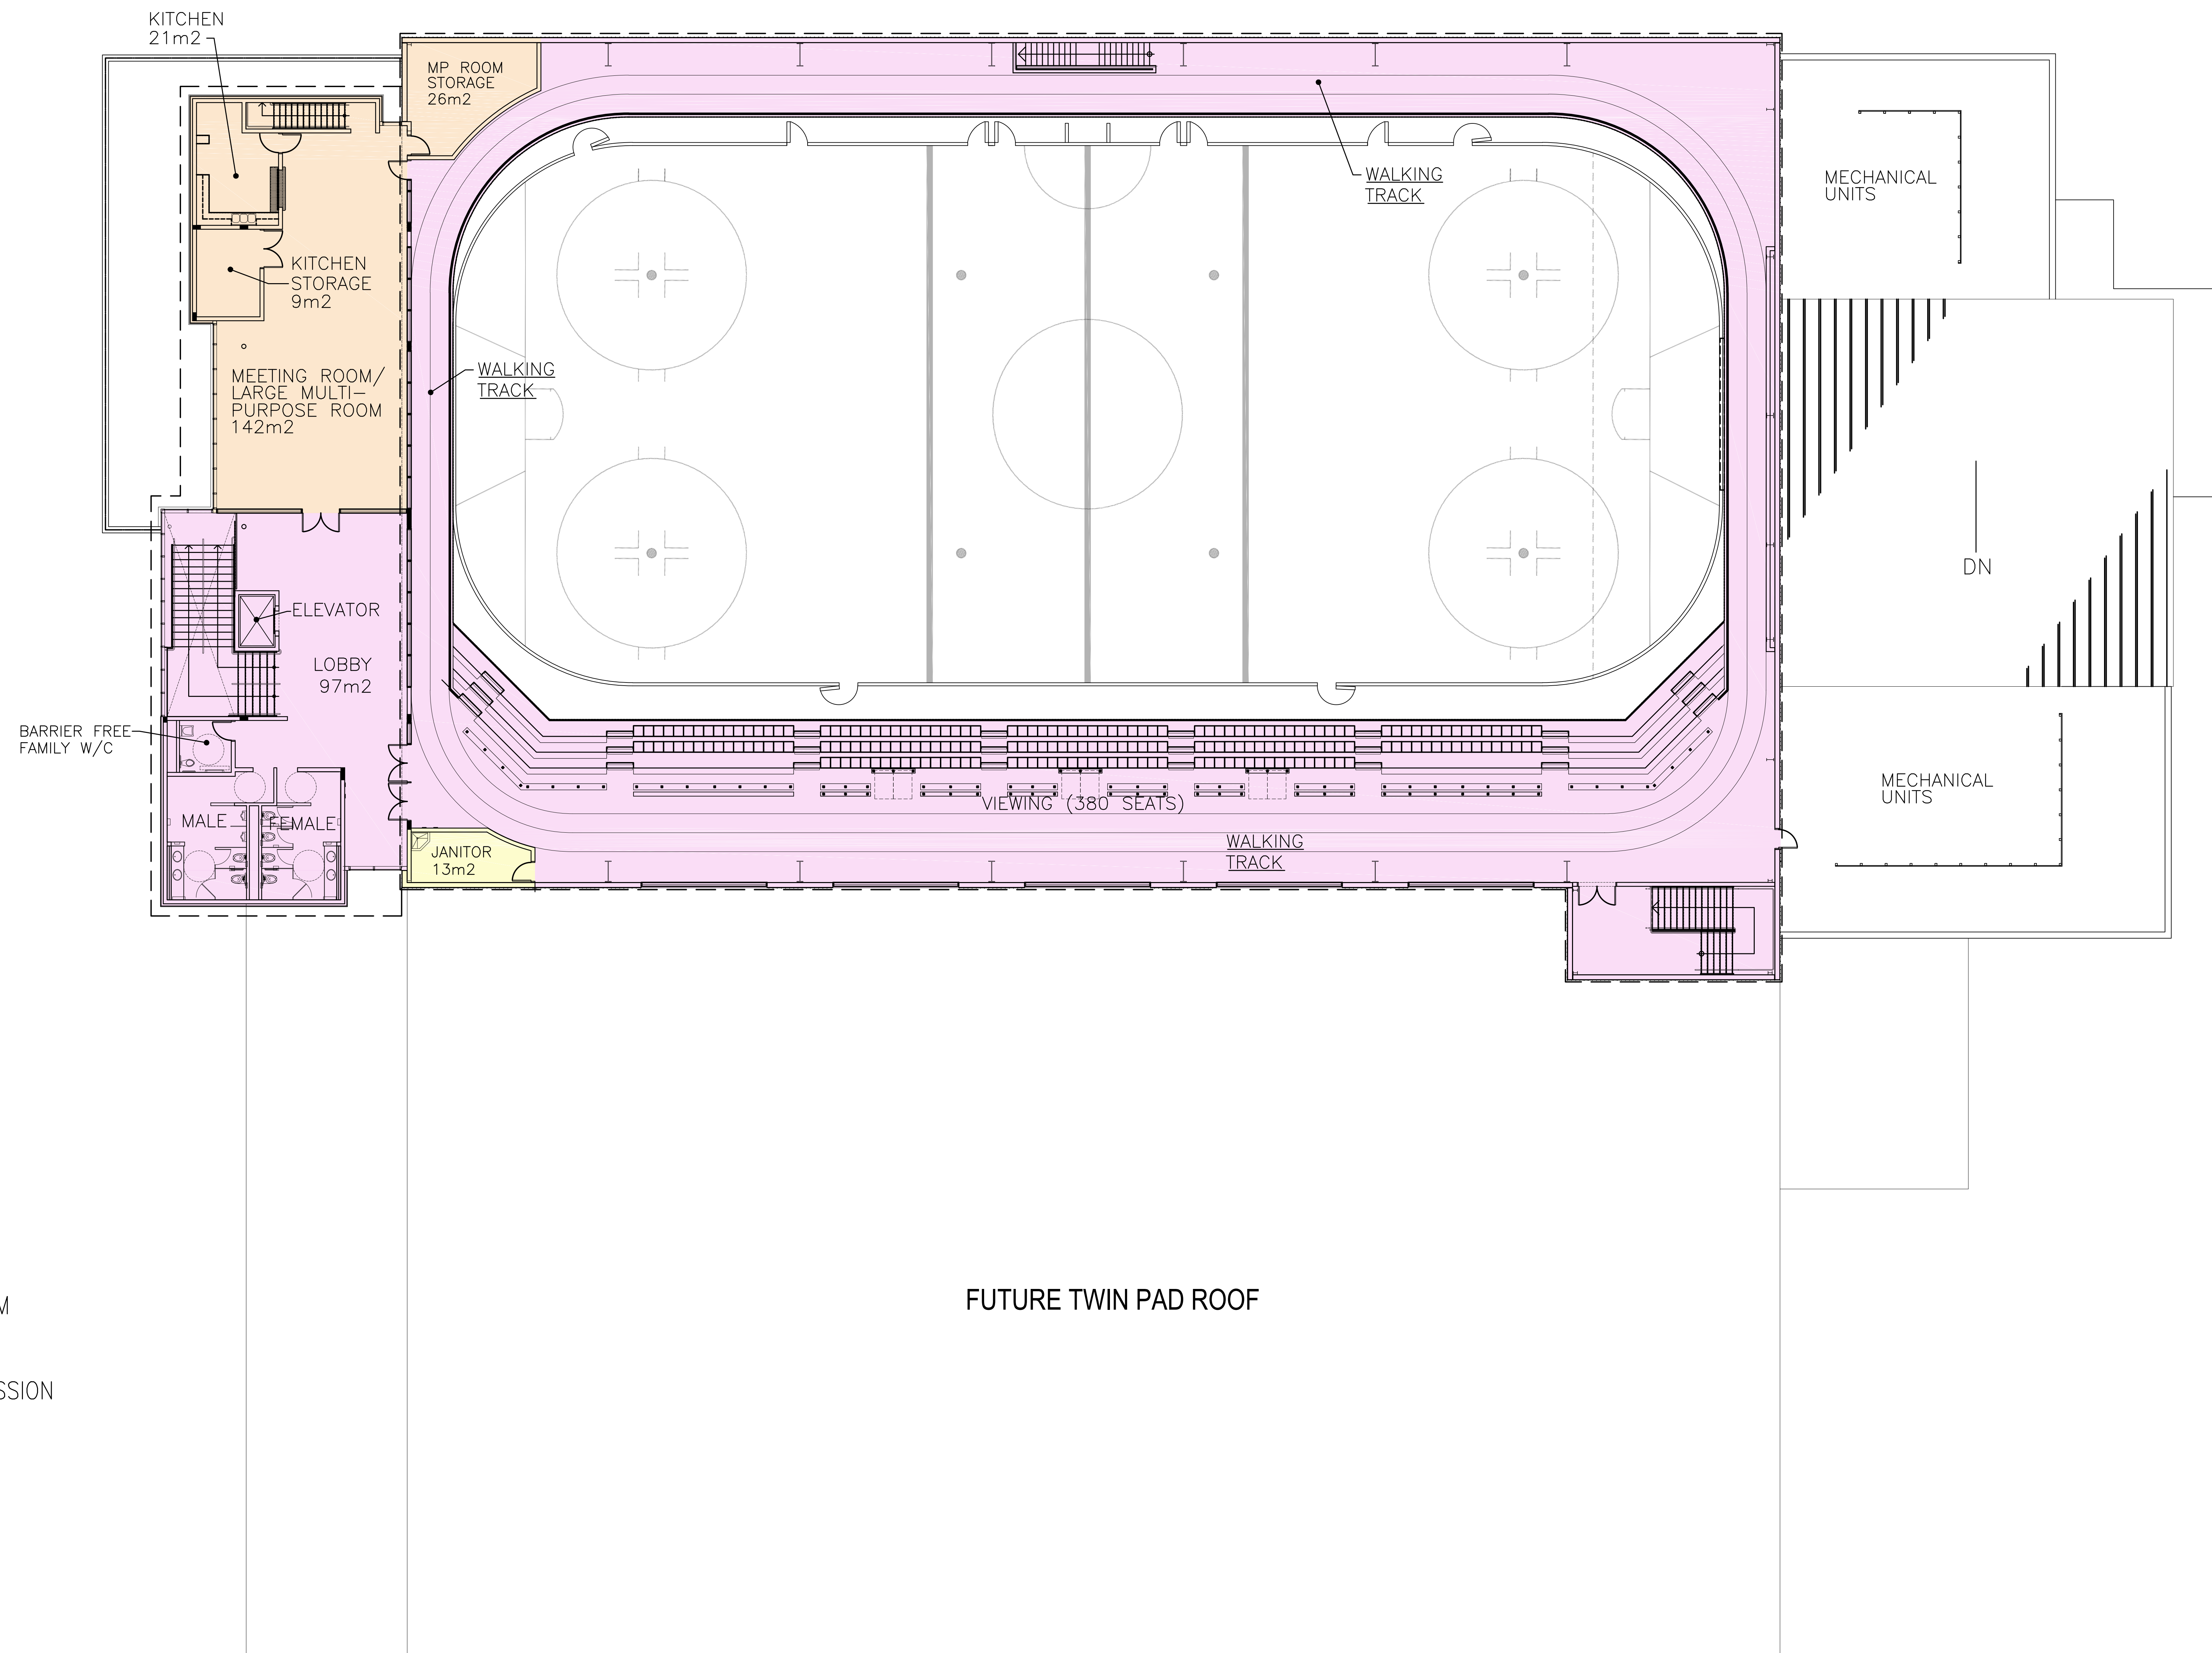 KITCHEN
21m2
MP ROOM
STORAGE
26m2
WALKING
TRACK
MECHANICAL
UNITS
KITCHEN
STORAGE
9m2
WALKING
TRACK
MEETING ROOM/
LARGE MULTI-
PURPOSE ROOM
142m2
DN
ELEVATOR
LOBBY
97m2
BARRIER FREE
FAMILY W/C
MECHANICAL
UNITS
VIEWING (380 SEATS)
MALE
FEMALE
WALKING
TRACK
JANITOR
13m2
FUTURE TWIN PAD ROOF
M
SSION